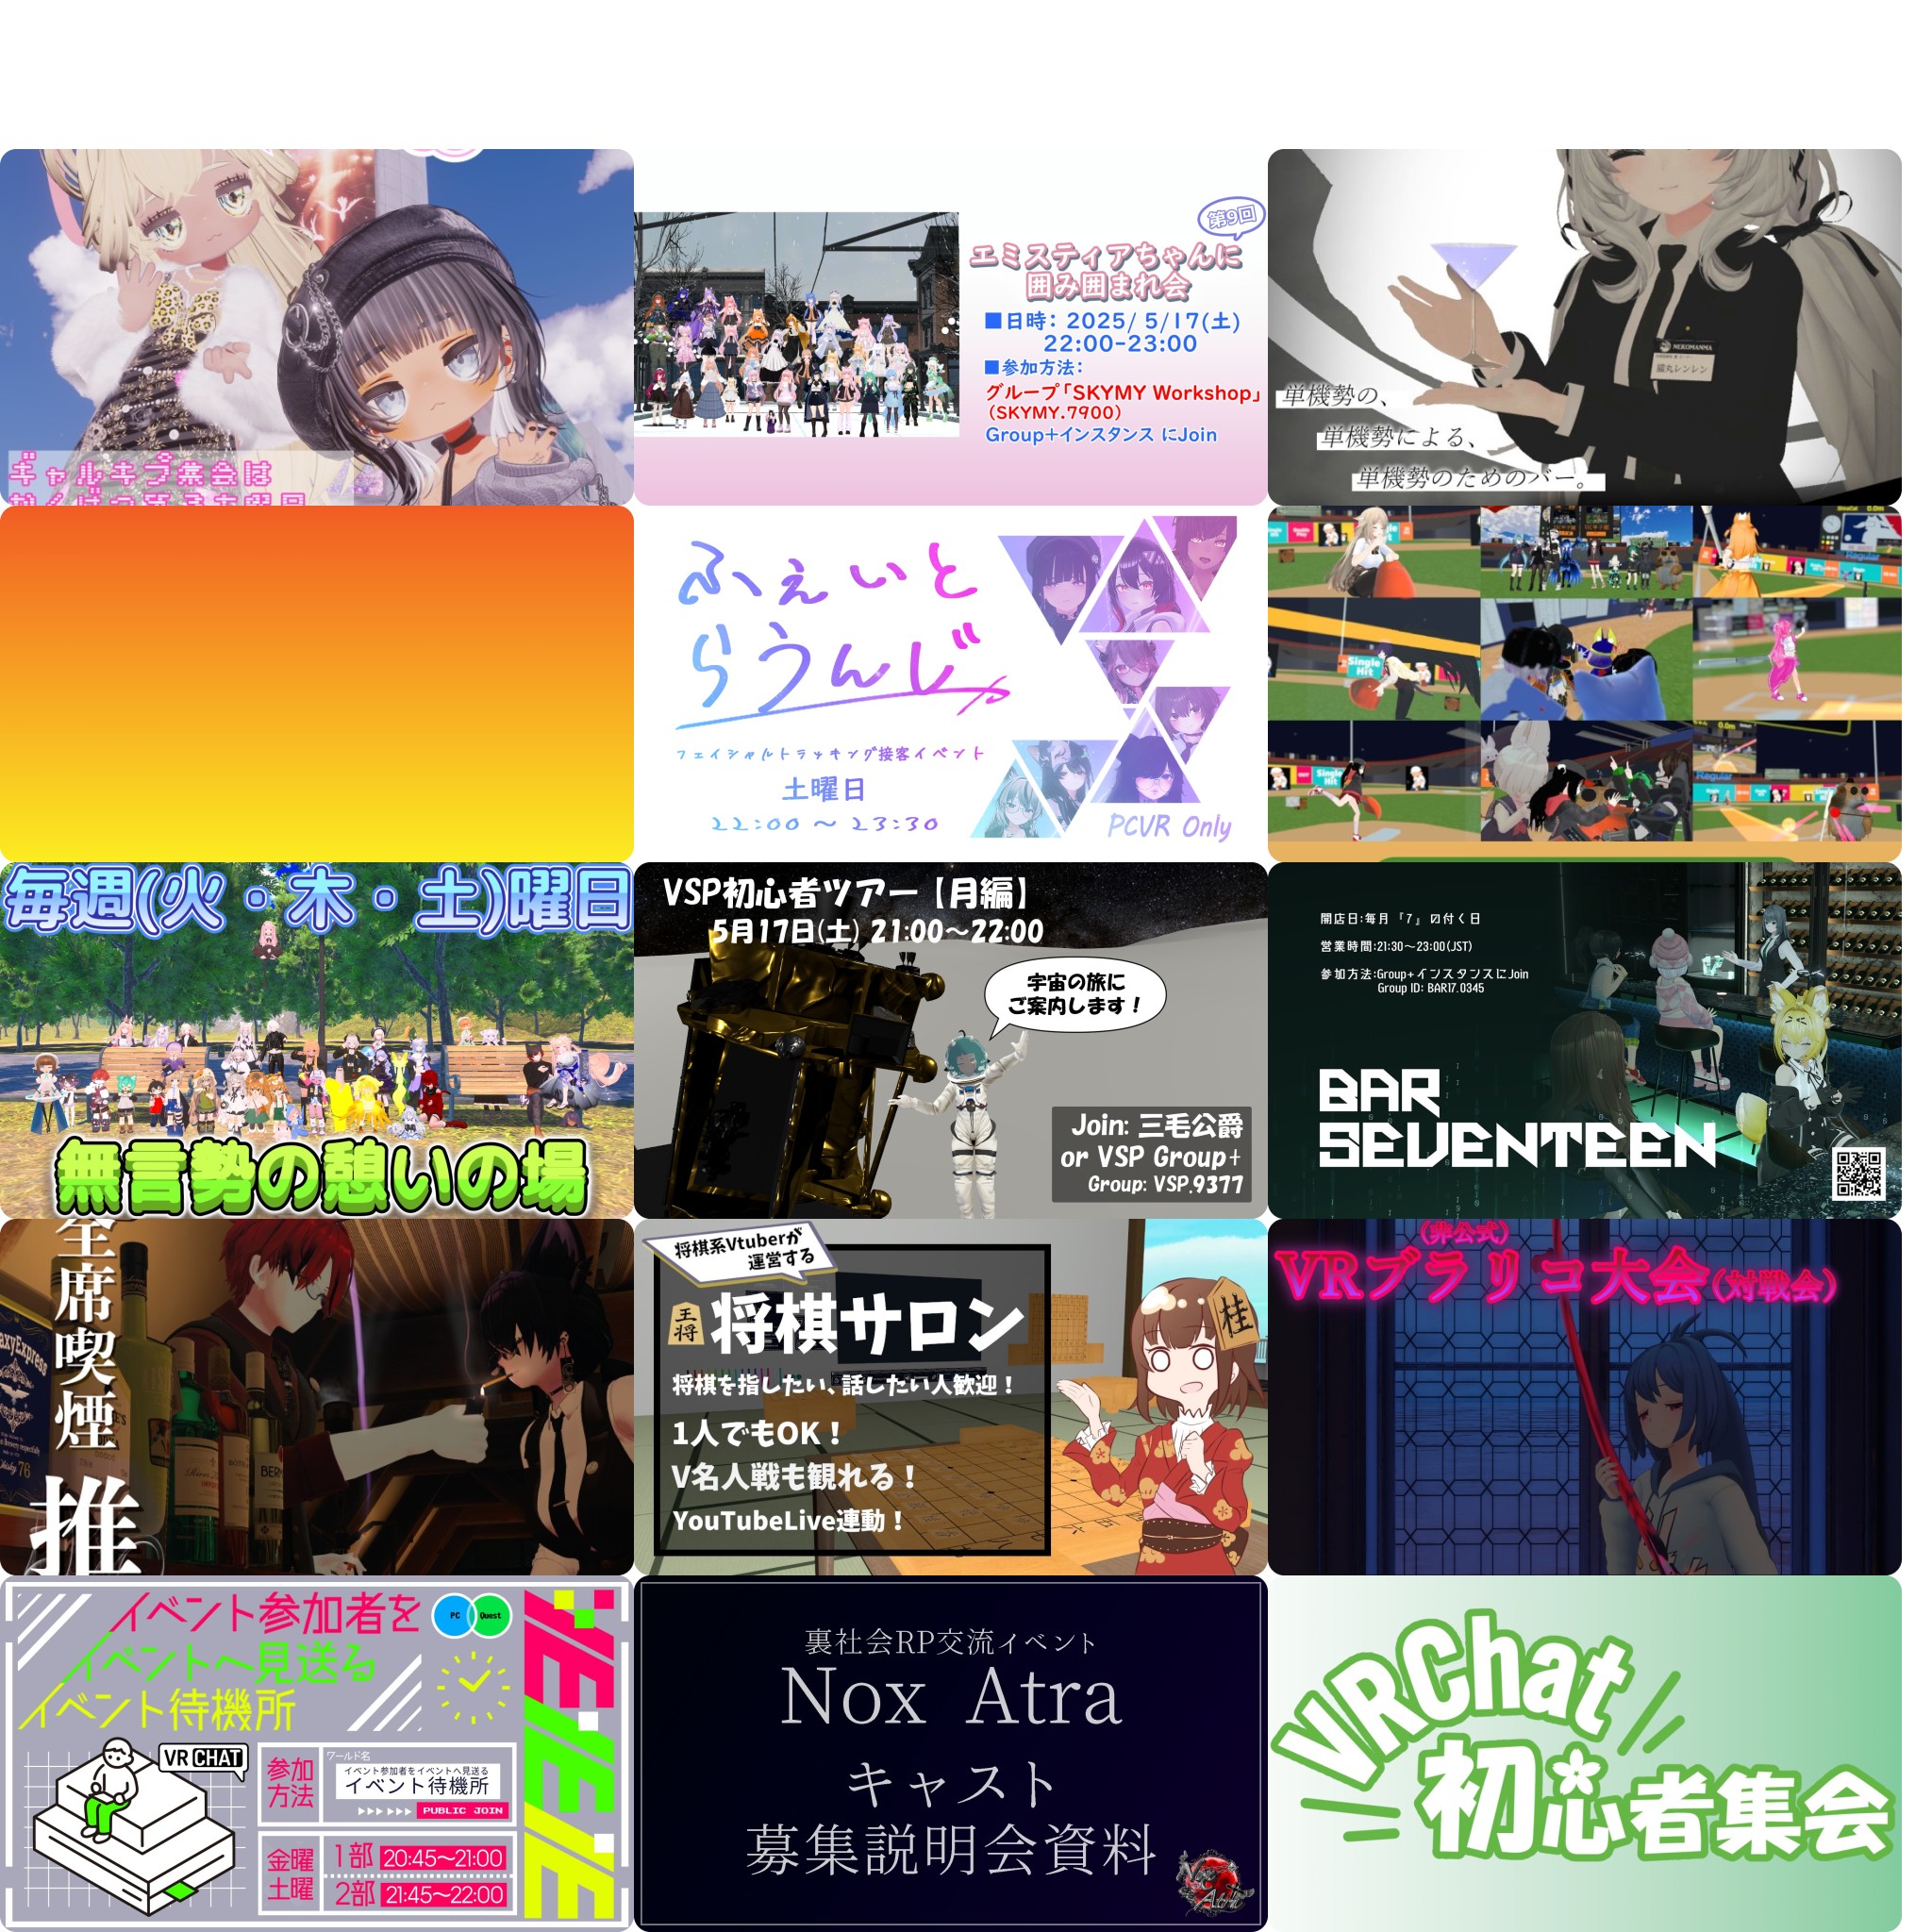 ギャルキプ集会は
第9回
エミスティアちゃんに
囲み囲まれ会
■日時: 2025/ 5/17(土)
22:00-23:00
■参加方法:
グループ「SKYMY Workshop」
(SKYMY.7900)
Group+インスタンス にJoin
NEKOMANMA
単機勢の、
単機勢による、
単機勢のためのバー。
ふぇいと
らうんじ
フェイシャルトラッキング接客イベント
土曜日
22:00 〜 23:30
PCVR Only
Single
Hit
Regular
Single
Hit
Regular
毎週(火・木・土)曜日
無言勢の憩いの場
VSP初心者ツアー【月編】
5月17日(土) 21:00〜22:00
宇宙の旅に
ご案内します!
Join: 三毛公爵
or VSP Group+
Group: VSP.9377
開店日:毎月『7』の付く日
営業時間:21:30〜23:00(JST)
参加方法:Group+インスタンスにJoin
Group ID: BAR17.0345
BAR
SEVENTEEN
全席喫煙
推
将棋系Vtuberが
運営する
王将
将棋サロン
将棋を指したい、話したい人歓迎!
1人でもOK!
V名人戦も観れる!
YouTubeLive連動!
桂
(非公式)
VRブラリコ大会(対戦会)
イベント参加者を
イベントへ見送る
イベント待機所
PC Quest
VRCHAT
参加
方法
ワールド名
イベント参加者をイベントへ見送る
イベント待機所
PUBLIC JOIN
金曜
土曜
1部 20:45〜21:00
2部 21:45〜22:00
裏社会RP交流イベント
Nox Atra
キャスト
募集説明会資料
VRChat
初心者集会